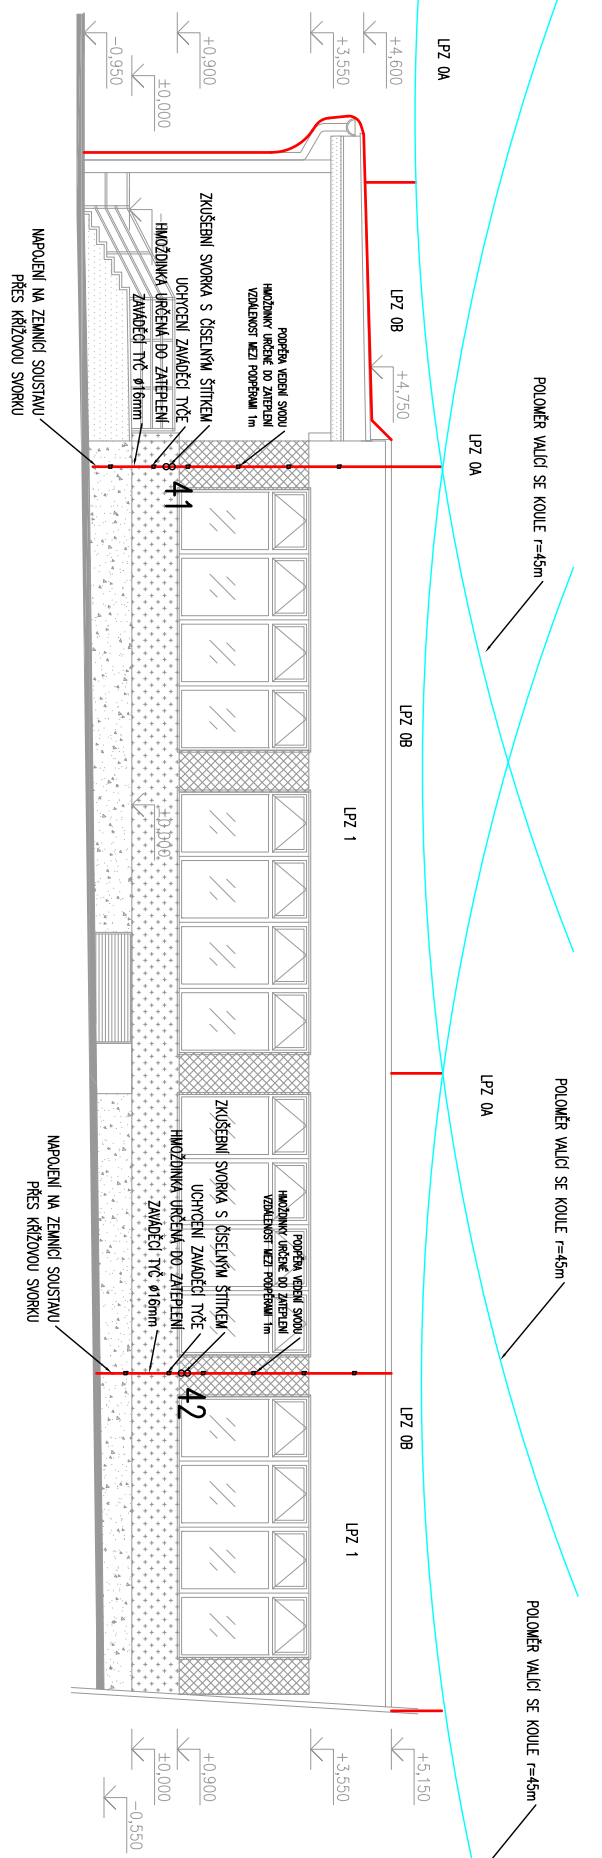 LPZ 0A
+4,600
+3,550
+0,900
±0,000
-0,950
LPZ 0B
+4,750
LPZ 0A
POLOMĚR VALÍCÍ SE KOULE r=45m
PODPĚRA VEDENÍ SVODU
HMOŽDINKY URČENÉ DO ZATEPLENÍ
VZDÁLENOST MEZI PODPĚRAMI 1m
ZKUŠEBNÍ SVORKA S ČÍSELNÝM ŠTÍTKEM
UCHYCENÍ ZAVÁDĚCÍ TYČE
HMOŽDINKA URČENÁ DO ZATEPLENÍ
ZAVÁDĚCÍ TYČ ø16mm
NAPOJENÍ NA ZEMNÍCÍ SOUSTAVU
PŘES KŘÍŽOVOU SVORKU
41
LPZ 0B
LPZ 1
±0,000
LPZ 0A
POLOMĚR VALÍCÍ SE KOULE r=45m
PODPĚRA VEDENÍ SVODU
HMOŽDINKY URČENÉ DO ZATEPLENÍ
VZDÁLENOST MEZI PODPĚRAMI 1m
ZKUŠEBNÍ SVORKA S ČÍSELNÝM ŠTÍTKEM
UCHYCENÍ ZAVÁDĚCÍ TYČE
HMOŽDINKA URČENÁ DO ZATEPLENÍ
ZAVÁDĚCÍ TYČ ø16mm
NAPOJENÍ NA ZEMNÍCÍ SOUSTAVU
PŘES KŘÍŽOVOU SVORKU
42
LPZ 0B
LPZ 1
POLOMĚR VALÍCÍ SE KOULE r=45m
+5,150
+3,550
+0,900
±0,000
-0,550